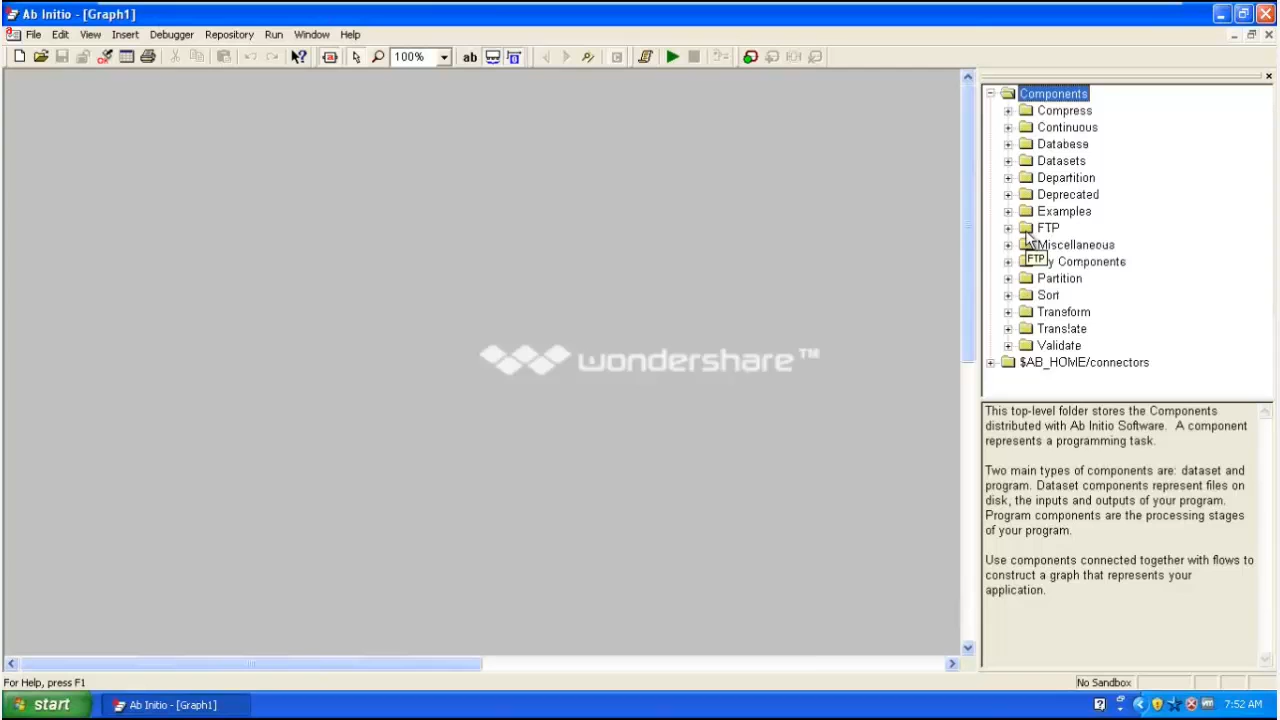 Ab Initio - [Graph1]
File Edit View Insert Debugger Repository Run Window Help
100% ab
Components
Compress
Continuous
Database
Datasets
Departition
Deprecated
Examples
FTP
Miscellaneous
FTP y Components
Partition
Sort
Transform
Translate
Validate
$AB_HOME/connectors
wondershare™
This top-level folder stores the Components
distributed with Ab Initio Software. A component
represents a programming task.
Two main types of components are: dataset and
program. Dataset components represent files on
disk, the inputs and outputs of your program.
Program components are the processing stages
of your program.
Use components connected together with flows to
construct a graph that represents your
application.
For Help, press F1
No Sandbox
start
Ab Initio - [Graph1]
7:52 AM